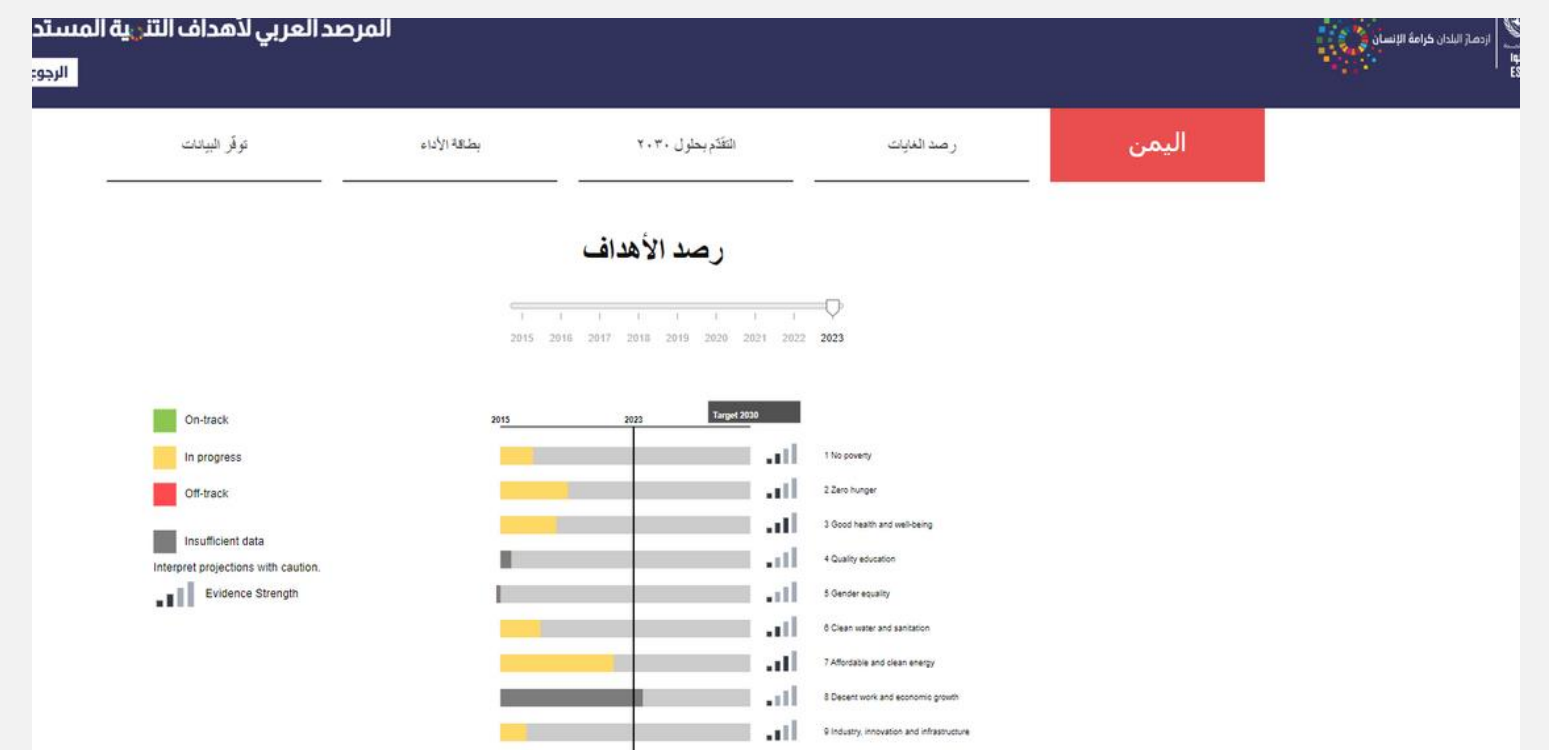 المرصد العربي لأهداف التنمية المستد
ازدهارُ البلدان كرامةُ الإنسان
الرجوع
اليمن
رصد الغايات
التقدّم بحلول ٢٠٣٠
بطاقة الأداء
توفّر البيانات
رصد الأهداف
2015 2016 2017 2018 2019 2020 2021 2022 2023
On-track
In progress
Off-track
Insufficient data
Interpret projections with caution.
Evidence Strength
2015 2023 Target 2030
1 No poverty
2 Zero hunger
3 Good health and well-being
4 Quality education
5 Gender equality
6 Clean water and sanitation
7 Affordable and clean energy
8 Decent work and economic growth
9 Industry, innovation and infrastructure